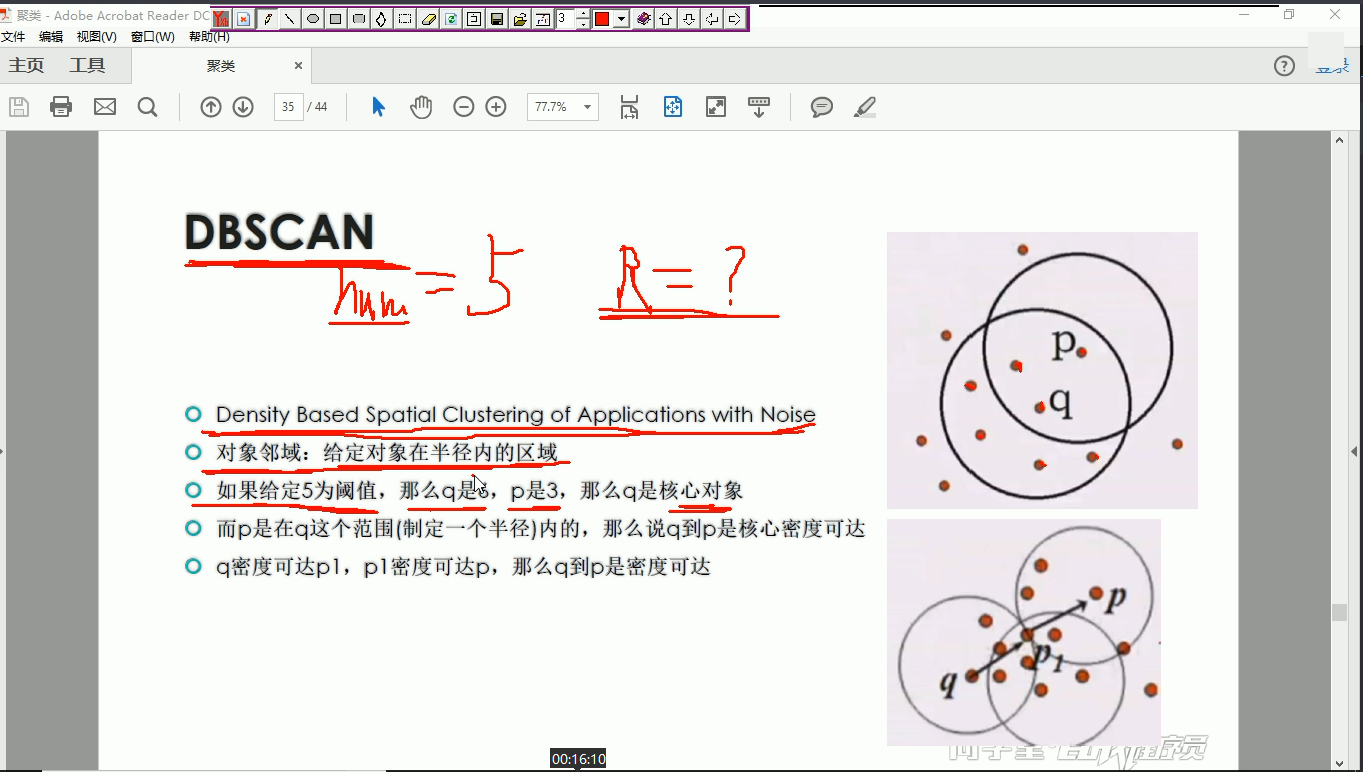 聚类 - Adobe Acrobat Reader DC
3
文件 编辑 视图(V) 窗口(W) 帮助(H)
主页 工具 聚类 × ? 登录
35 / 44 77.7%
DBSCAN
num = 5 R = ?
Density Based Spatial Clustering of Applications with Noise
对象邻域：给定对象在半径内的区域
如果给定5为阈值，那么q是6，p是3，那么q是核心对象
而p是在q这个范围(制定一个半径)内的，那么说q到p是核心密度可达
q密度可达p1，p1密度可达p，那么q到p是密度可达
p
q
p
p1
q
00:16:10